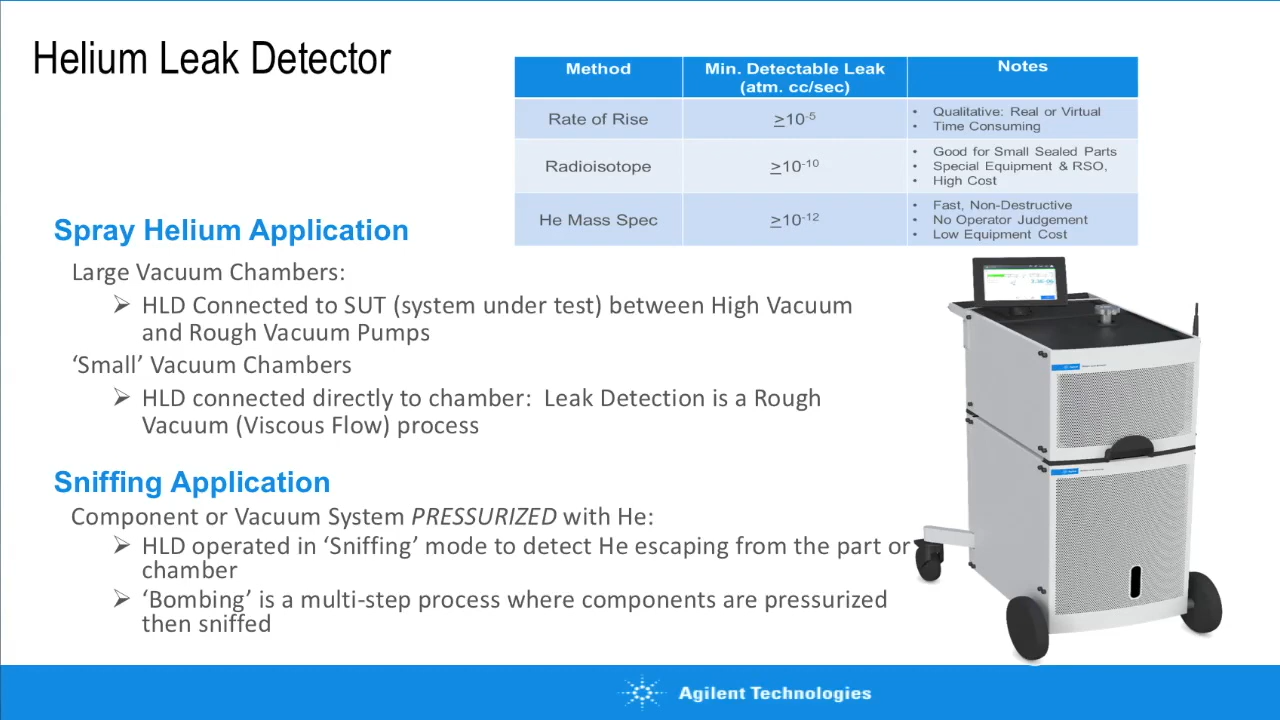 Helium Leak Detector
Method
Min. Detectable Leak
(atm. cc/sec)
Notes
Rate of Rise
≥10-5
• Qualitative: Real or Virtual
• Time Consuming
Radioisotope
≥10-10
• Good for Small Sealed Parts
• Special Equipment & RSO,
• High Cost
He Mass Spec
≥10-12
• Fast, Non-Destructive
• No Operator Judgement
• Low Equipment Cost
Spray Helium Application
Large Vacuum Chambers:
➢ HLD Connected to SUT (system under test) between High Vacuum
and Rough Vacuum Pumps
‘Small’ Vacuum Chambers
➢ HLD connected directly to chamber: Leak Detection is a Rough
Vacuum (Viscous Flow) process
Sniffing Application
Component or Vacuum System PRESSURIZED with He:
➢ HLD operated in ‘Sniffing’ mode to detect He escaping from the part or
chamber
➢ ‘Bombing’ is a multi-step process where components are pressurized
then sniffed
Agilent Technologies